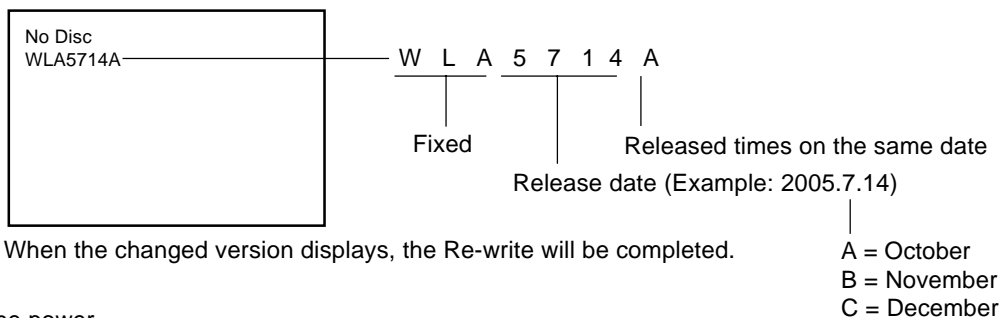 No Disc
WLA5714A
W L A 5 7 1 4 A
Fixed
Released times on the same date
Release date (Example: 2005.7.14)
A = October
B = November
C = December
When the changed version displays, the Re-write will be completed.
power